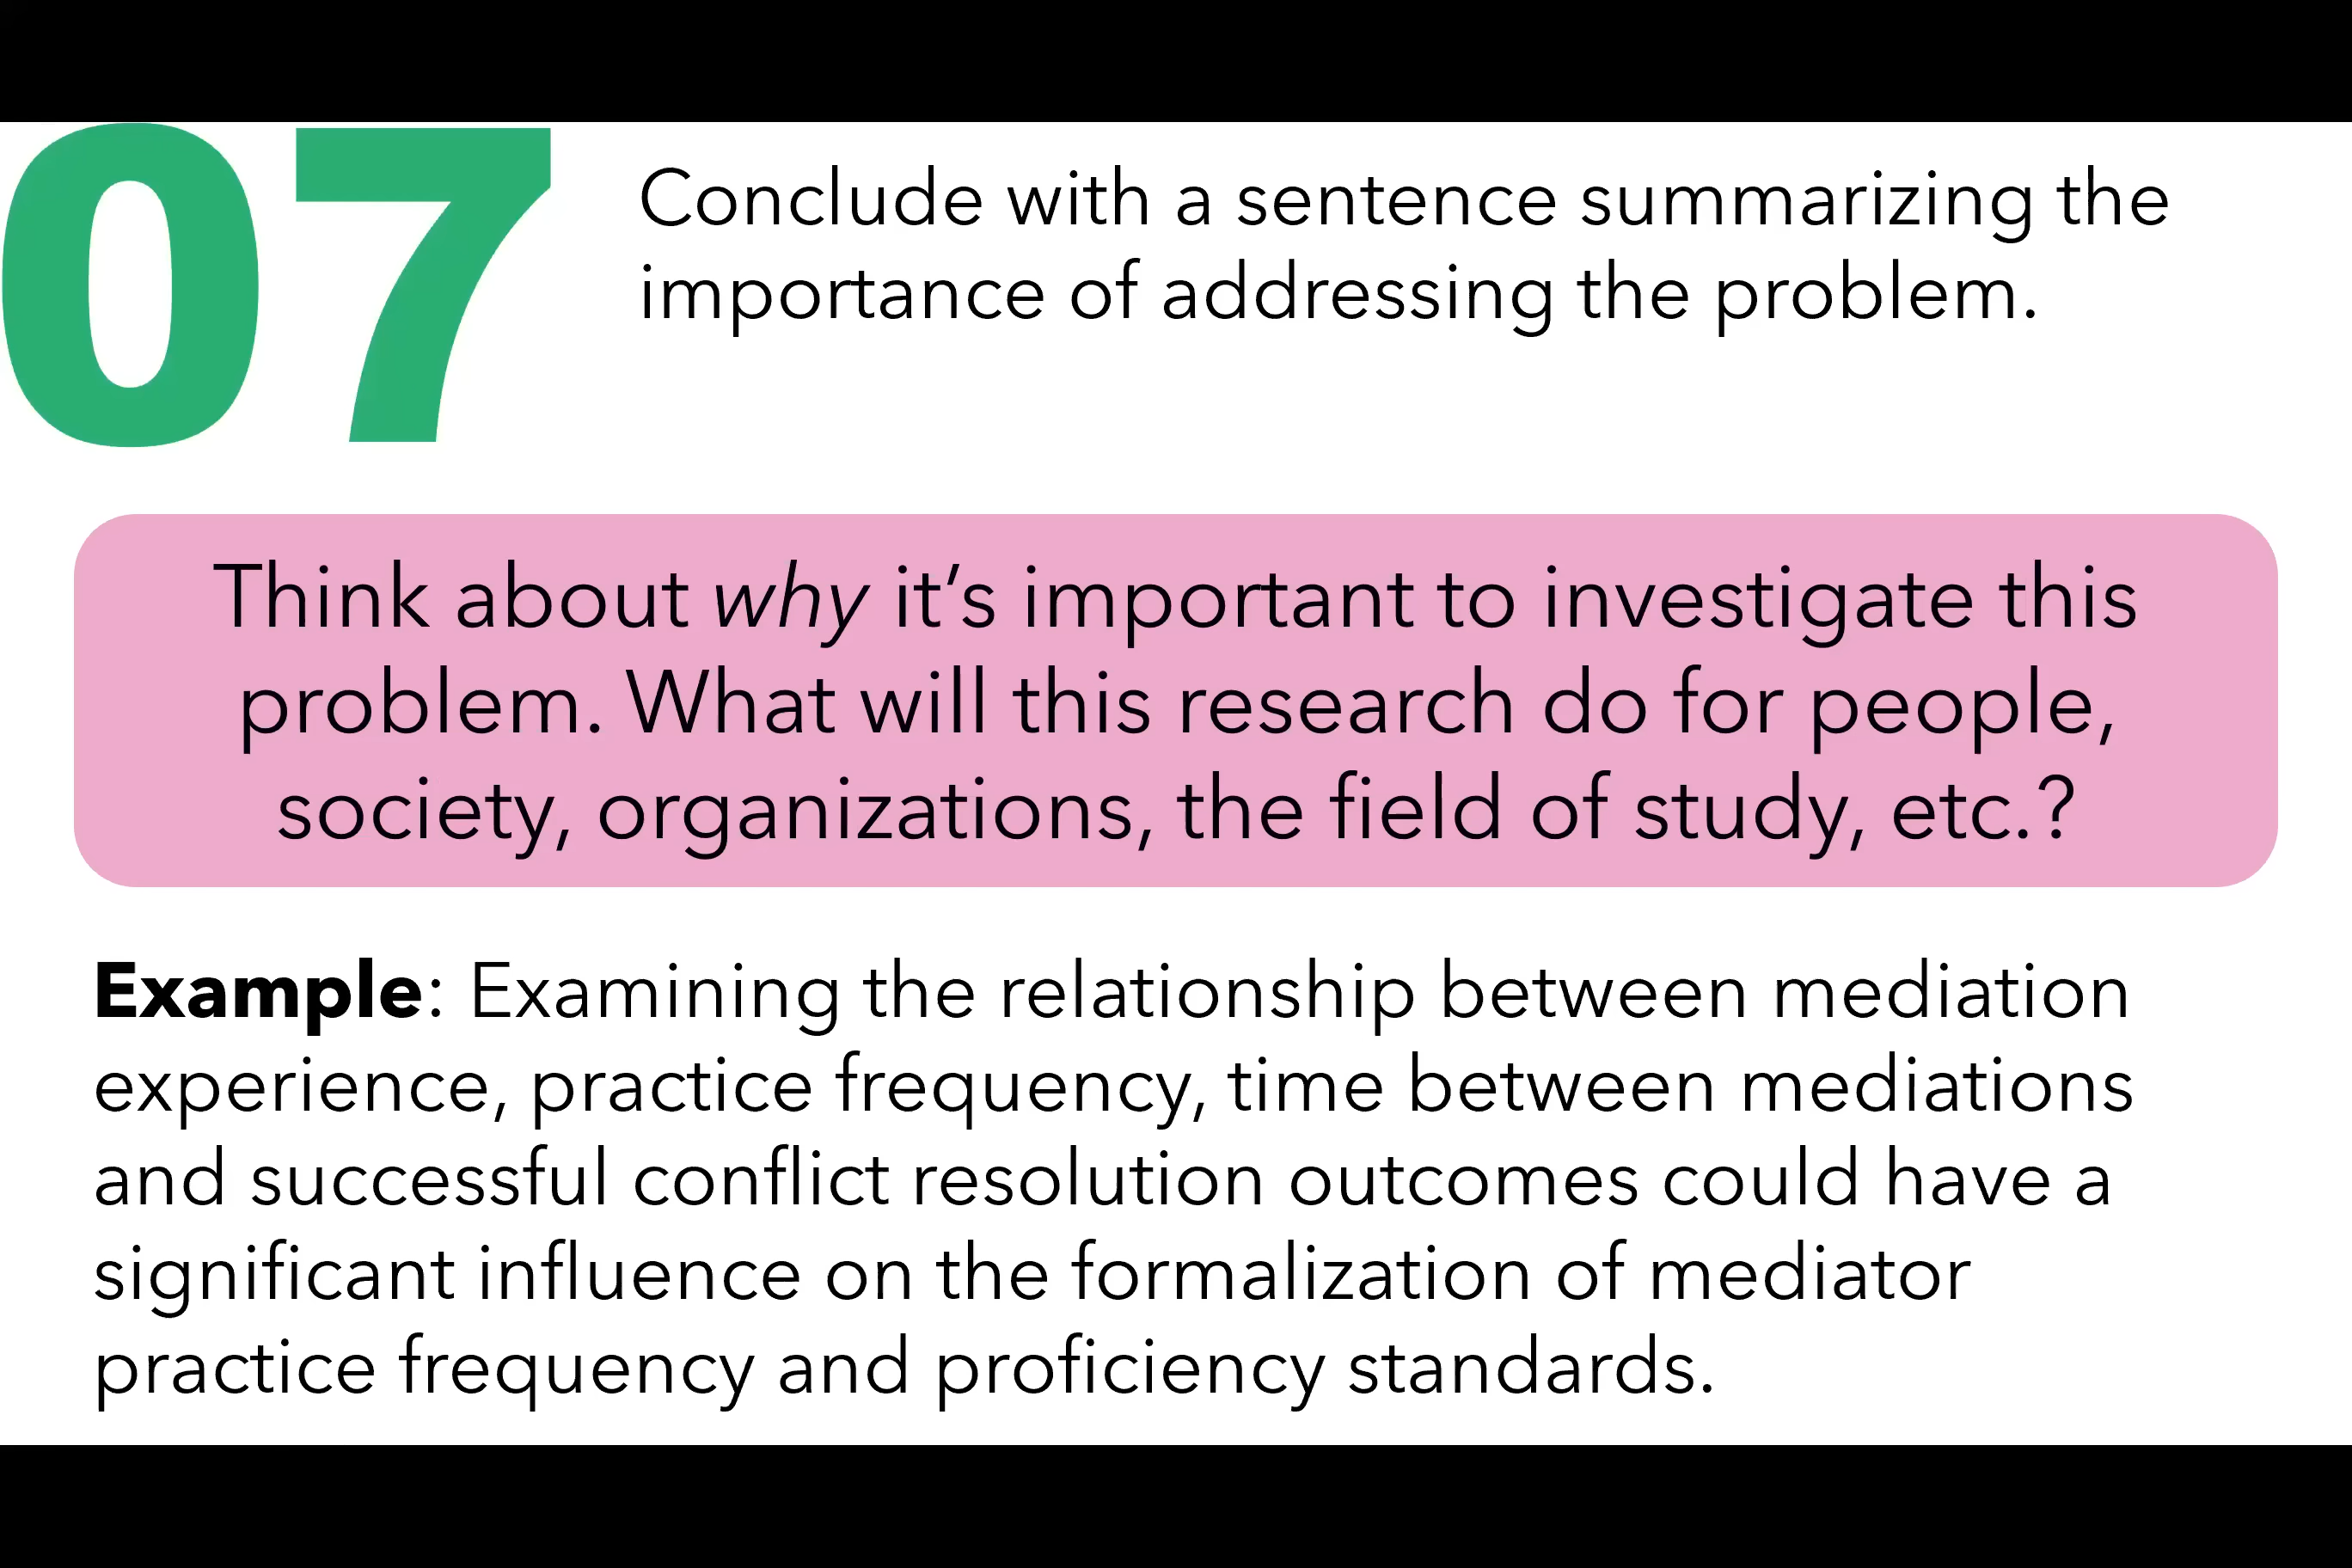 07
Conclude with a sentence summarizing the
importance of addressing the problem.
Think about why it’s important to investigate this
problem. What will this research do for people,
society, organizations, the field of study, etc.?
Example: Examining the relationship between mediation
experience, practice frequency, time between mediations
and successful conflict resolution outcomes could have a
significant influence on the formalization of mediator
practice frequency and proficiency standards.